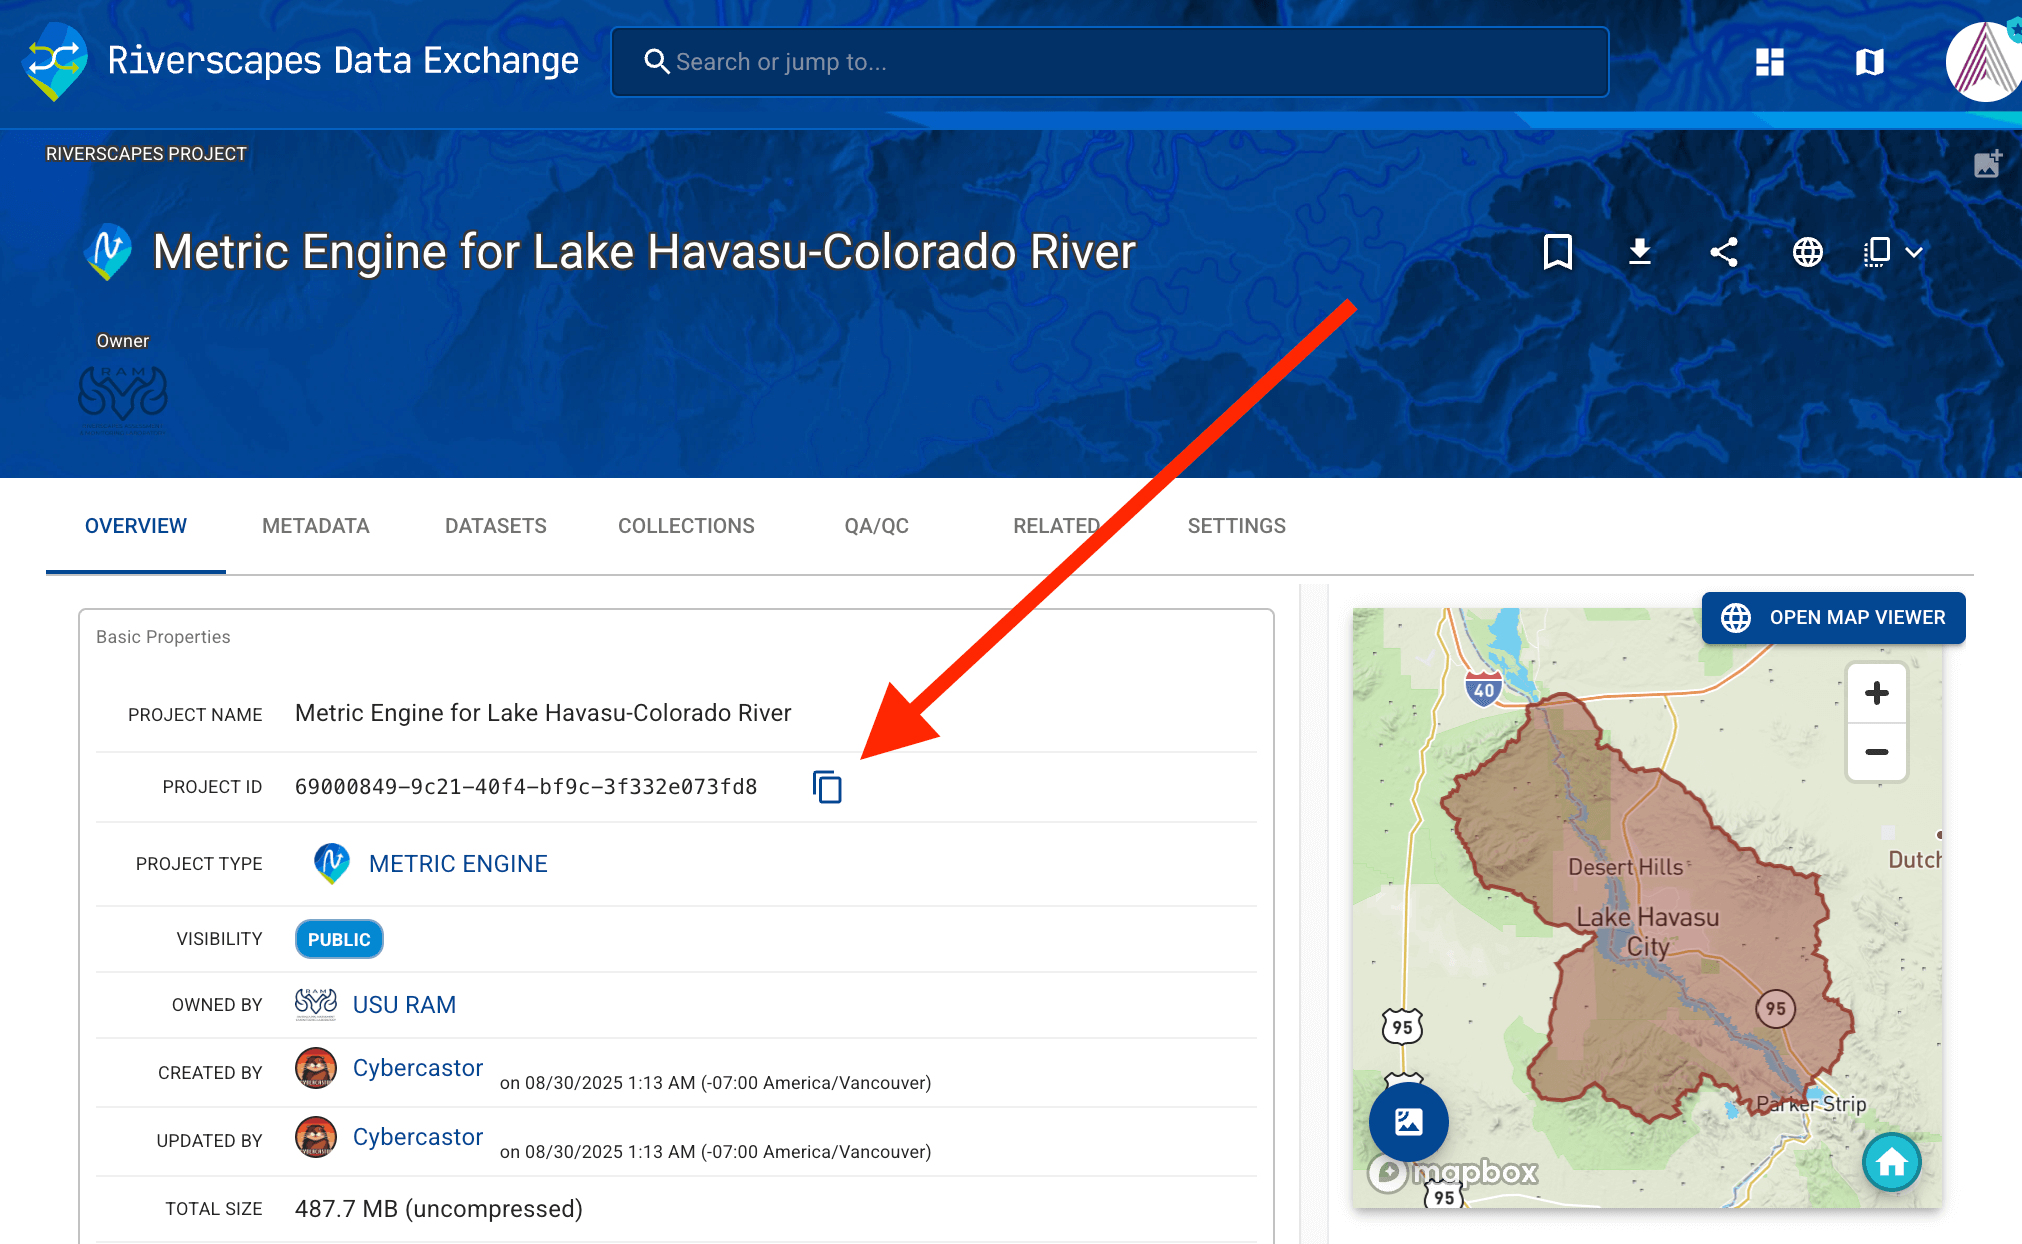 Riverscapes Data Exchange
Search or jump to...
RIVERSCAPES PROJECT
Metric Engine for Lake Havasu-Colorado River
Owner
RAM
OVERVIEW
METADATA
DATASETS
COLLECTIONS
QA/QC
RELATED
SETTINGS
Basic Properties
PROJECT NAME Metric Engine for Lake Havasu-Colorado River
PROJECT ID 69000849-9c21-40f4-bf9c-3f332e073fd8
PROJECT TYPE METRIC ENGINE
VISIBILITY PUBLIC
OWNED BY RAM USU RAM
CREATED BY Cybercastor on 08/30/2025 1:13 AM (-07:00 America/Vancouver)
UPDATED BY Cybercastor on 08/30/2025 1:13 AM (-07:00 America/Vancouver)
TOTAL SIZE 487.7 MB (uncompressed)
OPEN MAP VIEWER
40
+
−
Desert Hills
Dutch
Lake Havasu
City
95
95
Parker Strip
mapbox
95